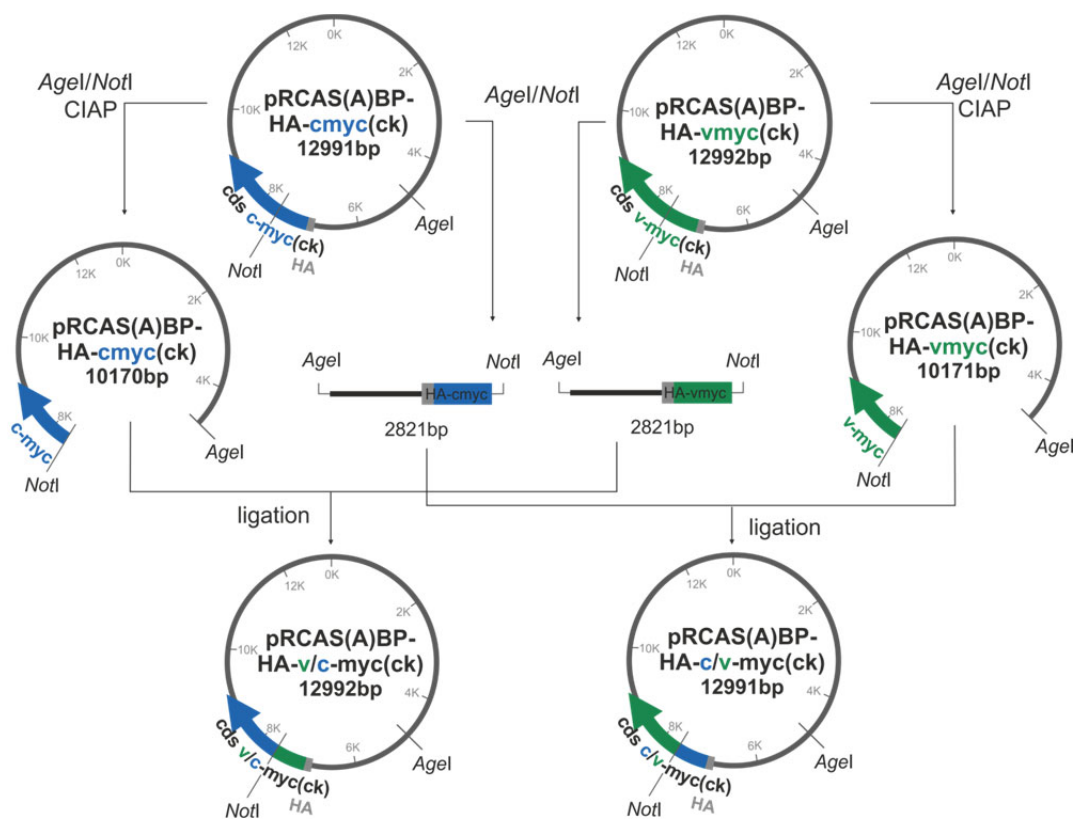 AgeI/NotI
CIAP
0K
2K
4K
6K
8K
10K
12K
pRCAS(A)BP-
HA-cmyc(ck)
12991bp
cds c-myc(ck)
HA
NotI
AgeI
AgeI/NotI
0K
2K
4K
6K
8K
10K
12K
pRCAS(A)BP-
HA-vmyc(ck)
12992bp
cds v-myc(ck)
HA
NotI
AgeI
AgeI/NotI
CIAP
0K
2K
4K
8K
10K
12K
pRCAS(A)BP-
HA-cmyc(ck)
10170bp
c-myc
NotI
AgeI
AgeI
NotI
HA-cmyc
2821bp
AgeI
NotI
HA-vmyc
2821bp
0K
2K
4K
8K
10K
12K
pRCAS(A)BP-
HA-vmyc(ck)
10171bp
v-myc
NotI
AgeI
ligation
ligation
0K
2K
4K
6K
8K
10K
12K
pRCAS(A)BP-
HA-v/c-myc(ck)
12992bp
cds v/c-myc(ck)
HA
NotI
AgeI
0K
2K
4K
6K
8K
10K
12K
pRCAS(A)BP-
HA-c/v-myc(ck)
12991bp
cds c/v-myc(ck)
HA
NotI
AgeI